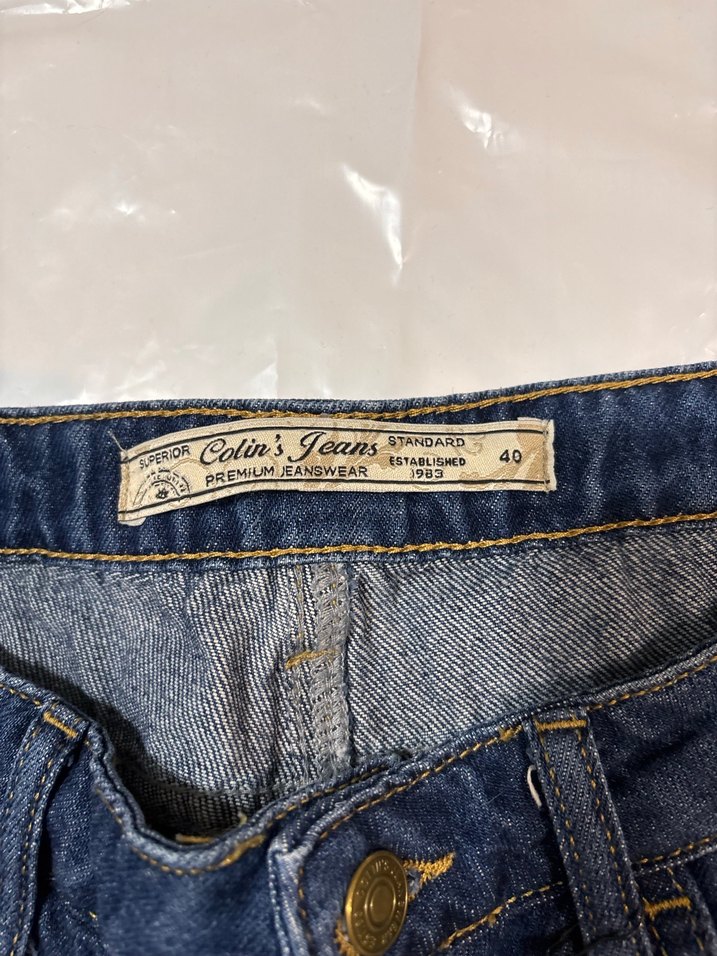 SUPERIOR
Colin's Jeans
PREMIUM JEANSWEAR
STANDARD
ESTABLISHED
1983
40